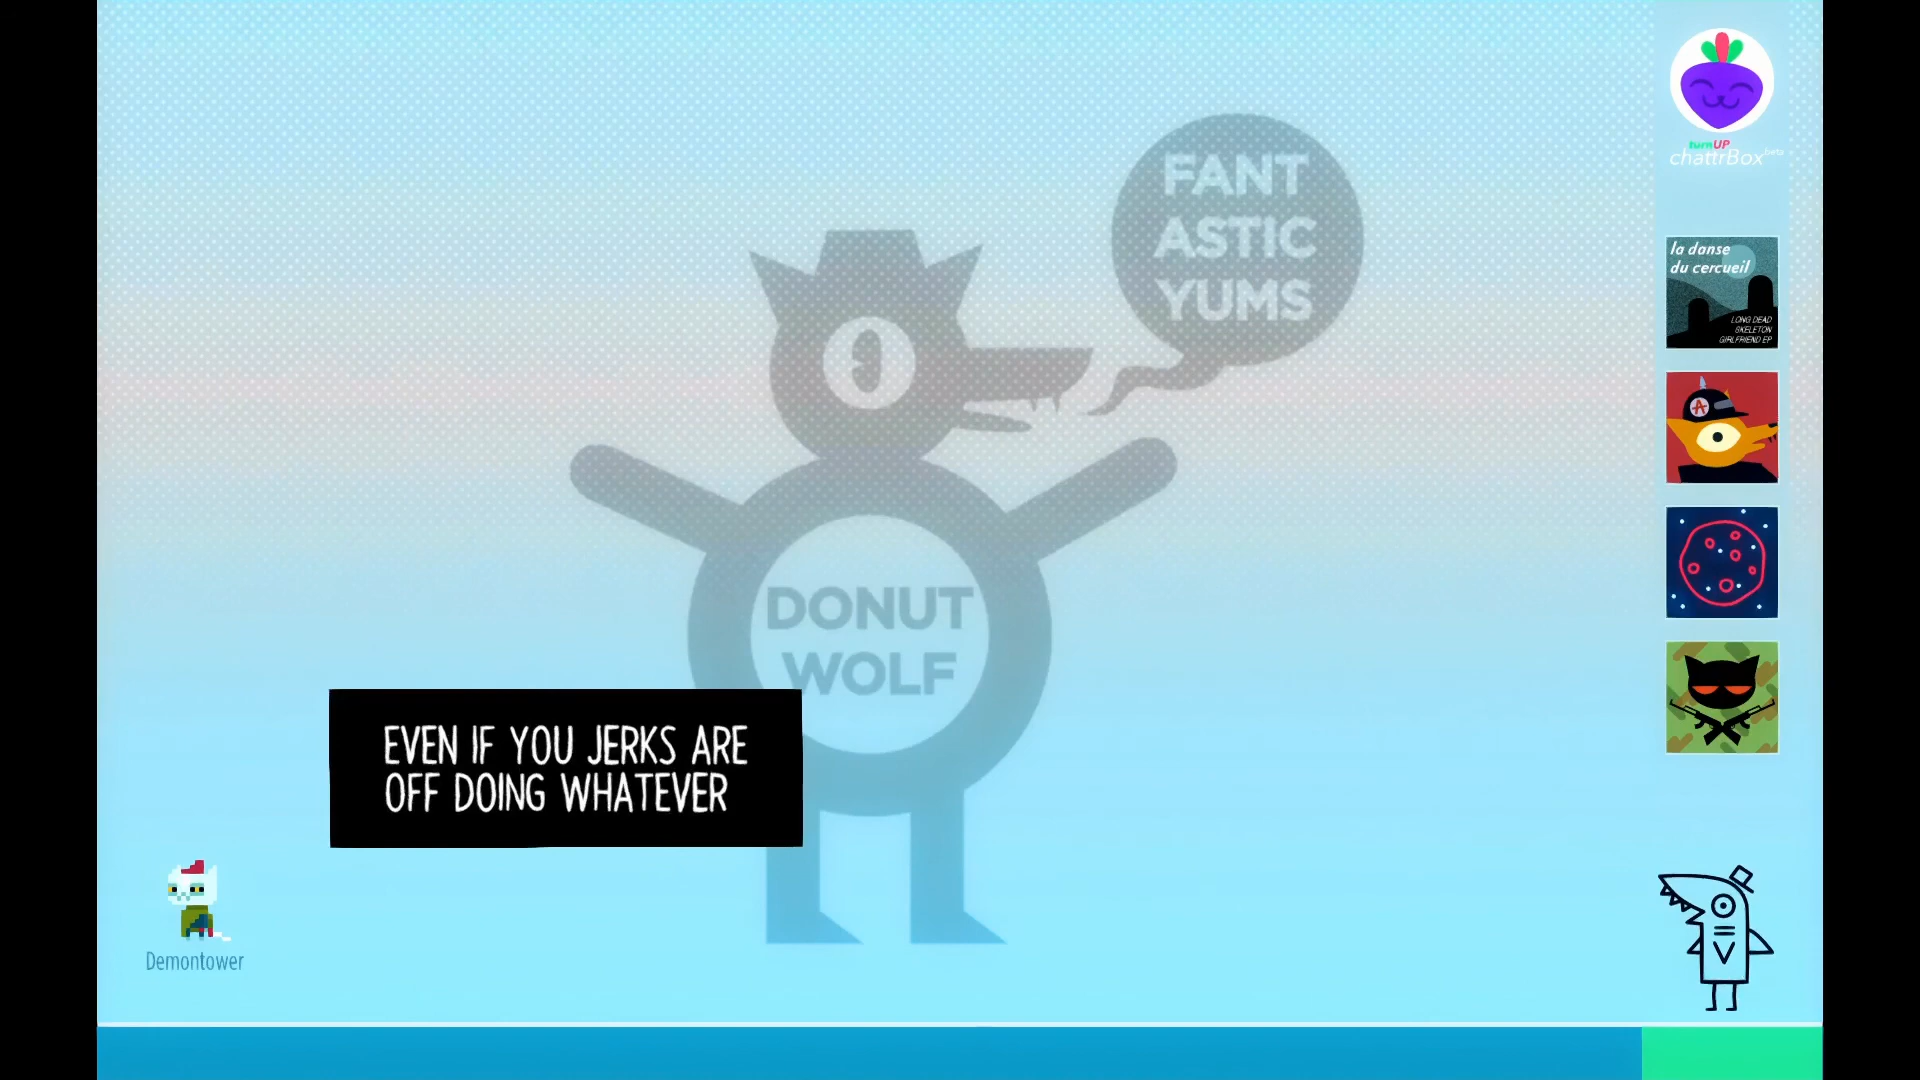 FANT
ASTIC
YUMS
DONUT
WOLF
EVEN IF YOU JERKS ARE
OFF DOING WHATEVER
Demontower
turnUP
chattrBox beta
la danse
du cercueil
LONG DEAD
SKELETON
GIRLFRIEND EP
A